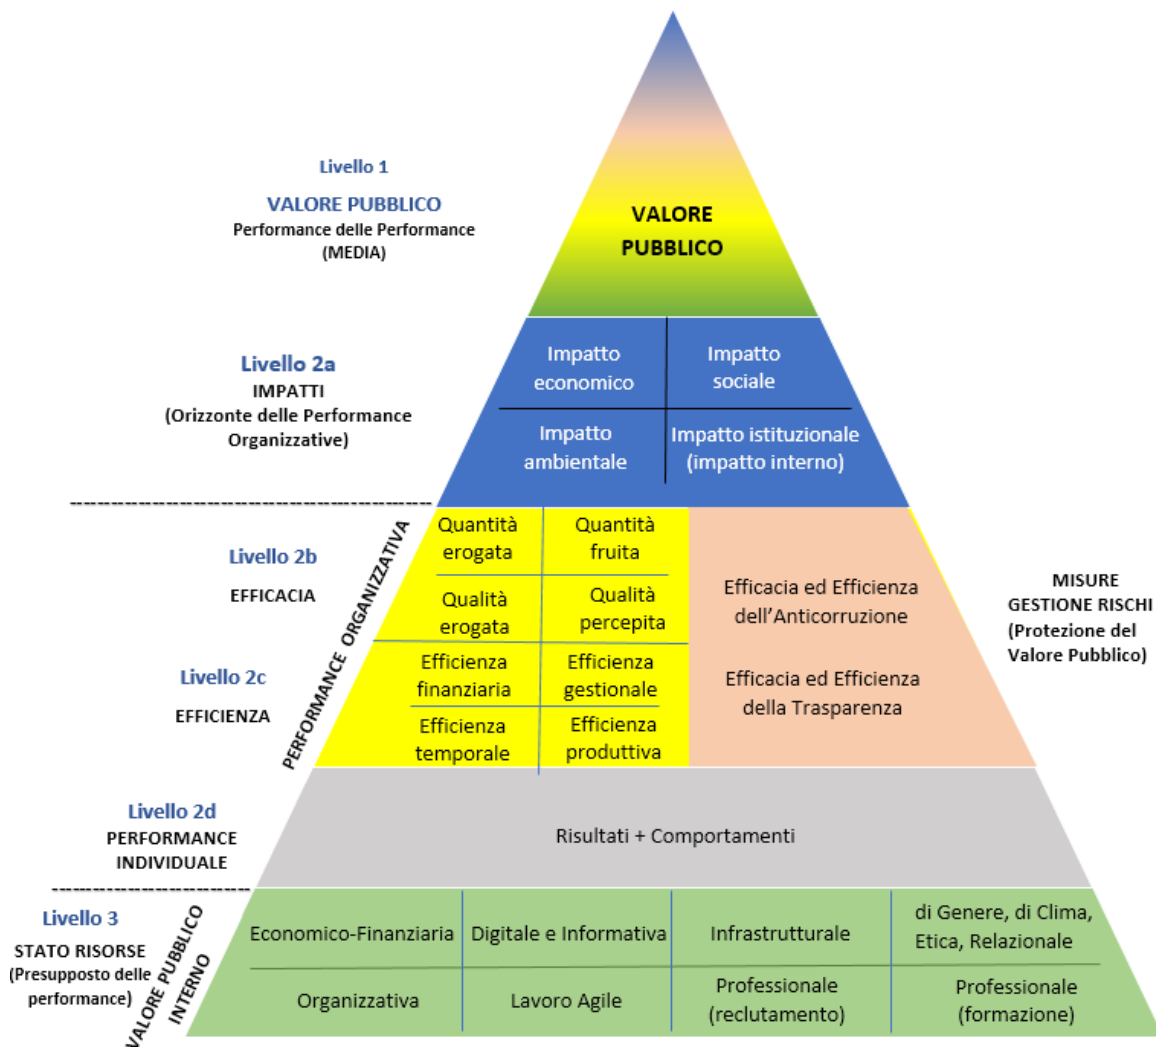 Livello 1
VALORE PUBBLICO
Performance delle Performance
(MEDIA)
VALORE
PUBBLICO
Livello 2a
IMPATTI
(Orizzonte delle Performance
Organizzative)
Impatto
economico
Impatto
sociale
Impatto
ambientale
Impatto istituzionale
(impatto interno)
Livello 2b
EFFICACIA
Livello 2c
EFFICIENZA
PERFORMANCE ORGANIZZATIVA
Quantità
erogata
Quantità
fruita
Qualità
erogata
Qualità
percepita
Efficienza
finanziaria
Efficienza
gestionale
Efficienza
temporale
Efficienza
produttiva
Efficacia ed Efficienza
dell’Anticorruzione
Efficacia ed Efficienza
della Trasparenza
MISURE
GESTIONE RISCHI
(Protezione del
Valore Pubblico)
Livello 2d
PERFORMANCE
INDIVIDUALE
Risultati + Comportamenti
Livello 3
STATO RISORSE
(Presupposto delle
performance)
VALORE PUBBLICO
INTERNO
Economico-Finanziaria
Digitale e Informativa
Infrastrutturale
di Genere, di Clima,
Etica, Relazionale
Organizzativa
Lavoro Agile
Professionale
(reclutamento)
Professionale
(formazione)